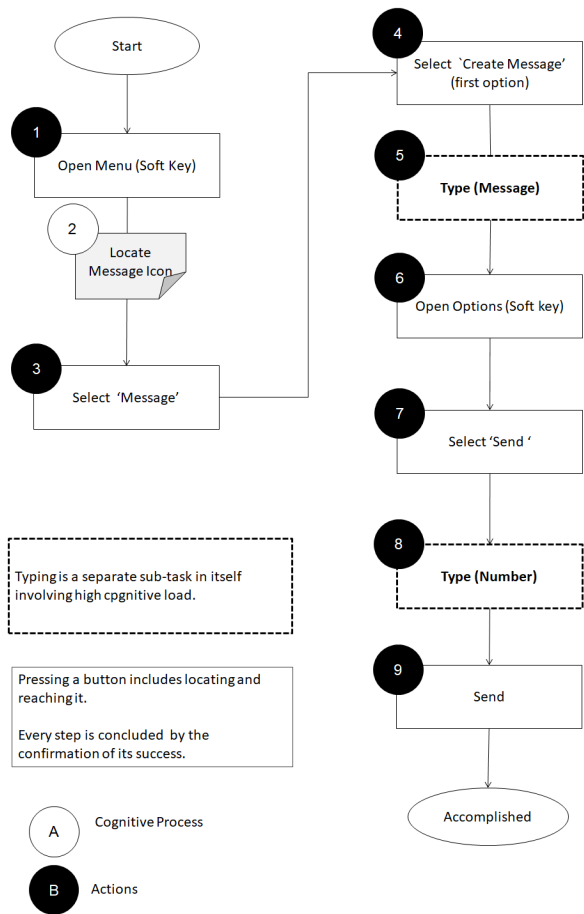 Start
1
Open Menu (Soft Key)
2
Locate
Message Icon
3
Select ‘Message’
4
Select `Create Message’
(first option)
5
Type (Message)
6
Open Options (Soft key)
7
Select ‘Send ‘
8
Type (Number)
9
Send
Accomplished
Typing is a separate sub-task in itself
involving high cpgnitive load.
Pressing a button includes locating and
reaching it.
Every step is concluded by the
confirmation of its success.
A
Cognitive Process
B
Actions